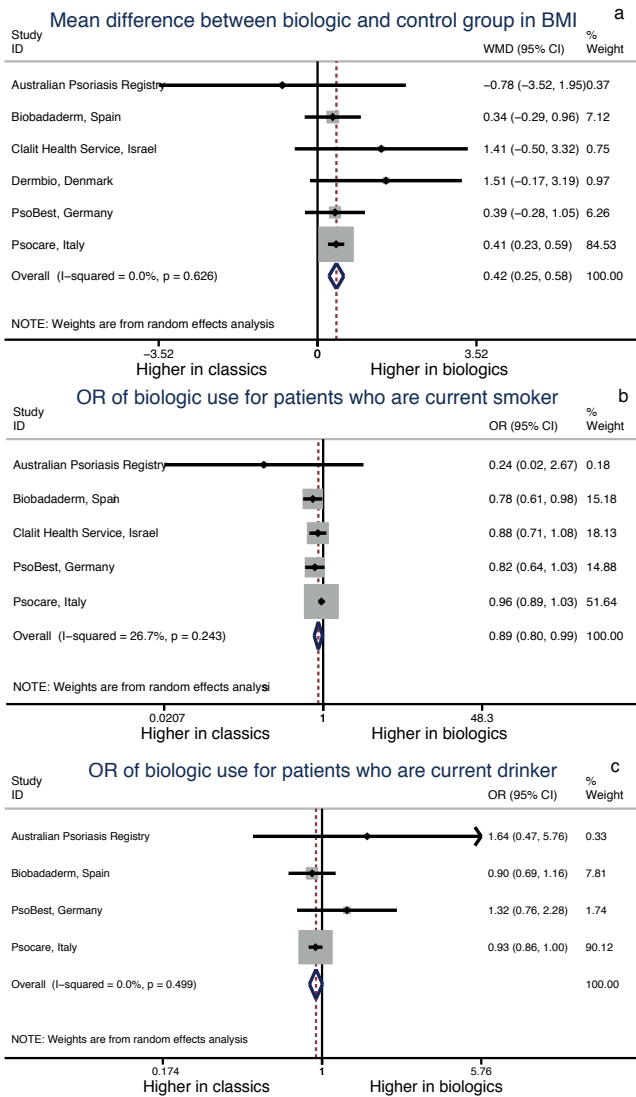 a
Mean difference between biologic and control group in BMI
Study %
ID WMD (95% CI) Weight
Australian Psoriasis Registry −0.78 (−3.52, 1.95) 0.37
Biobadaderm, Spain 0.34 (−0.29, 0.96) 7.12
Clalit Health Service, Israel 1.41 (−0.50, 3.32) 0.75
Dermbio, Denmark 1.51 (−0.17, 3.19) 0.97
PsoBest, Germany 0.39 (−0.28, 1.05) 6.26
Psocare, Italy 0.41 (0.23, 0.59) 84.53
Overall (I−squared = 0.0%, p = 0.626) 0.42 (0.25, 0.58) 100.00
NOTE: Weights are from random effects analysis
−3.52 0 3.52
Higher in classics Higher in biologics
OR of biologic use for patients who are current smoker b
Study %
ID OR (95% CI) Weight
Australian Psoriasis Registry 0.24 (0.02, 2.67) 0.18
Biobadaderm, Spain 0.78 (0.61, 0.98) 15.18
Clalit Health Service, Israel 0.88 (0.71, 1.08) 18.13
PsoBest, Germany 0.82 (0.64, 1.03) 14.88
Psocare, Italy 0.96 (0.89, 1.03) 51.64
Overall (I−squared = 26.7%, p = 0.243) 0.89 (0.80, 0.99) 100.00
NOTE: Weights are from random effects analysi
0.0207 1 48.3
Higher in classics Higher in biologics
OR of biologic use for patients who are current drinker c
Study %
ID OR (95% CI) Weight
Australian Psoriasis Registry 1.64 (0.47, 5.76) 0.33
Biobadaderm, Spain 0.90 (0.69, 1.16) 7.81
PsoBest, Germany 1.32 (0.76, 2.28) 1.74
Psocare, Italy 0.93 (0.86, 1.00) 90.12
Overall (I−squared = 0.0%, p = 0.499) 100.00
NOTE: Weights are from random effects analysis
0.174 1 5.76
Higher in classics Higher in biologics